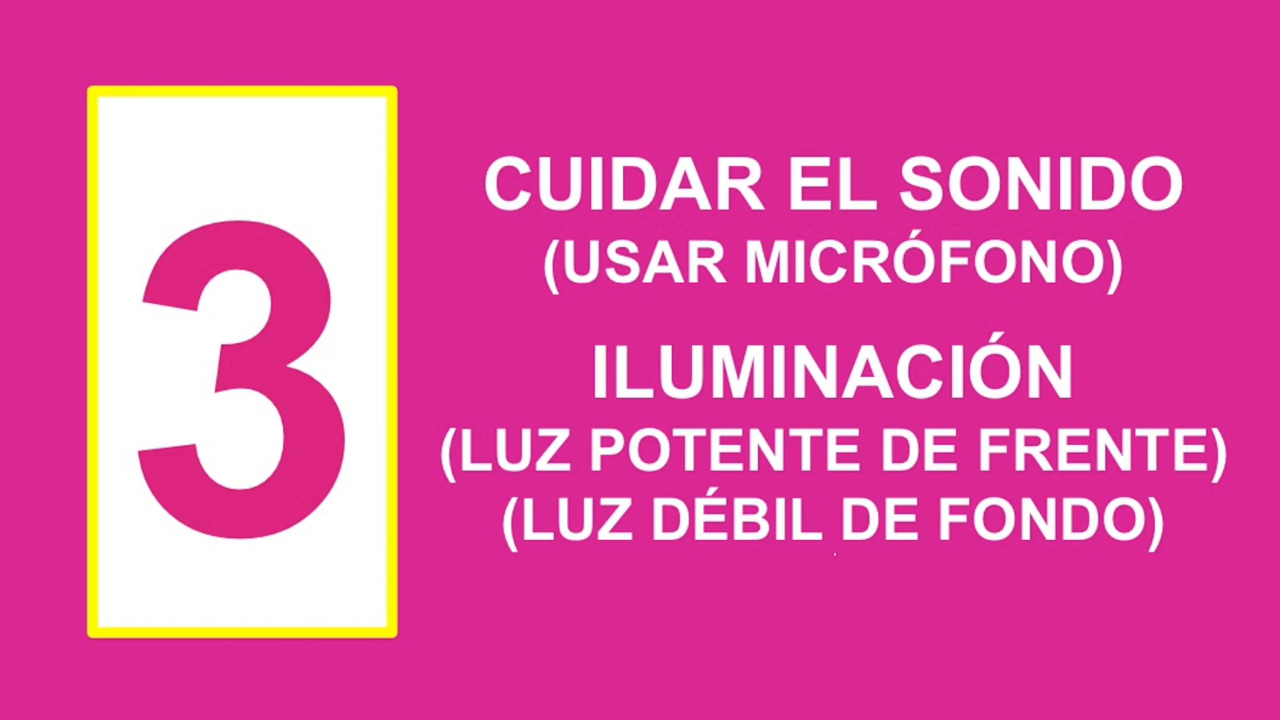 3
CUIDAR EL SONIDO
(USAR MICRÓFONO)
ILUMINACIÓN
(LUZ POTENTE DE FRENTE)
(LUZ DÉBIL DE FONDO)